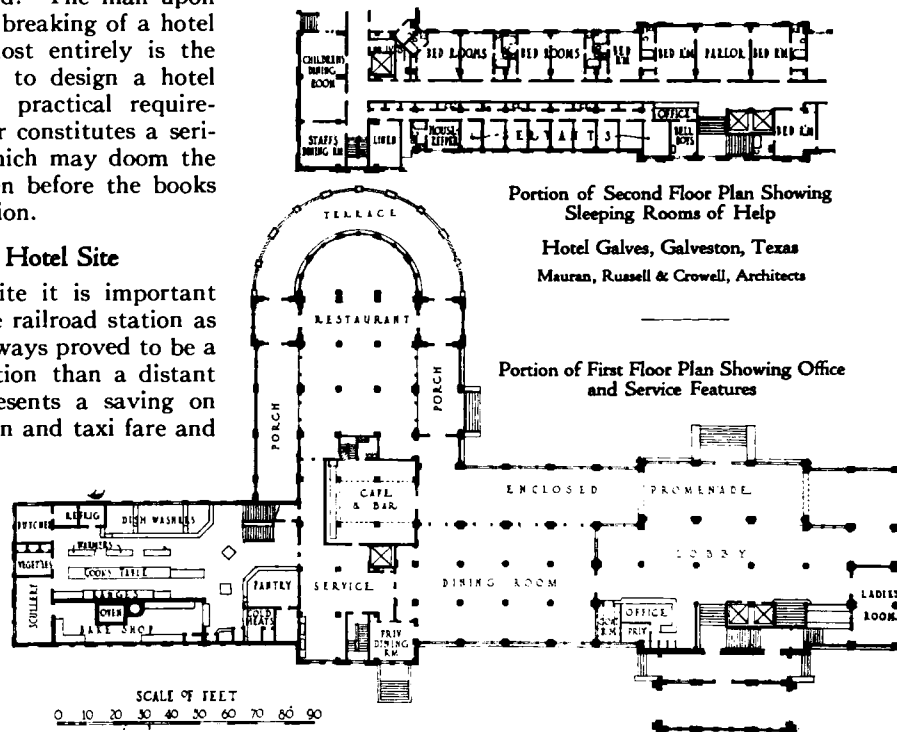 breaking of a hotel
ost entirely is the
to design a hotel
practical require-
r constitutes a seri-
hich may doom the
n before the books
ion.
Hotel Site
ite it is important
e railroad station as
ways proved to be a
tion than a distant
esents a saving on
n and taxi fare and
CHILDRENS
DINING
ROOM
BED ROOMS
BED ROOMS
BED
RM
BED RM
PARLOR
BED RM
STAFFS
DINING RM
LINEN
HOUSE-
KEEPER
SERVANTS
OFFICE
BELL
BOYS
BED RM
Portion of Second Floor Plan Showing
Sleeping Rooms of Help
Hotel Galves, Galveston, Texas
Mauran, Russell & Crowell, Architects
Portion of First Floor Plan Showing Office
and Service Features
TERRACE
RESTAURANT
PORCH
PORCH
CAFE
& BAR
ENCLOSED PROMENADE
LOBBY
BUTCHER
REFRIG
DISH WASHERS
WARMERS
VEGETBLES
COOKS TABLE
RANGES
SCULLERY
OVEN
BAKE SHOP
PANTRY
COLD
MEATS
SERVICE
DINING ROOM
PRIV
DINING
RM
COAT
RM
OFFICE
PRIV
LADIES
ROOM
SCALE OF FEET
0 10 20 30 40 50 60 70 80 90